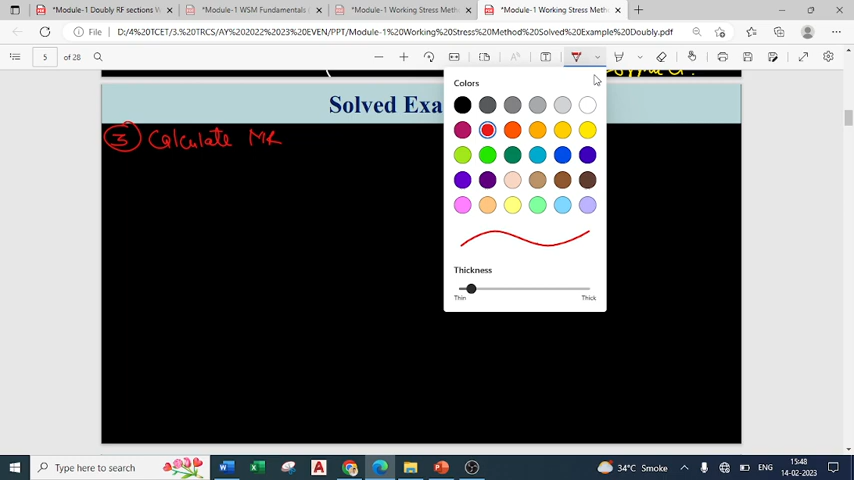 *Module-1 Doubly RF sections W
*Module-1 WSM Fundamentals
*Module-1 Working Stress Meth
*Module-1 Working Stress Meth
File
D:/4%20TCET/3.%20TRCS/AY%202022%2023%20EVEN/PPT/Module-1%20Working%20Stress%20Method%20Solved%20Example%20Doubly.pdf
5 of 28
Colors
Solved Exa
3 Calculate MR
Thickness
Thin Thick
Type here to search
34°C Smoke
ENG
15:48
14-02-2023